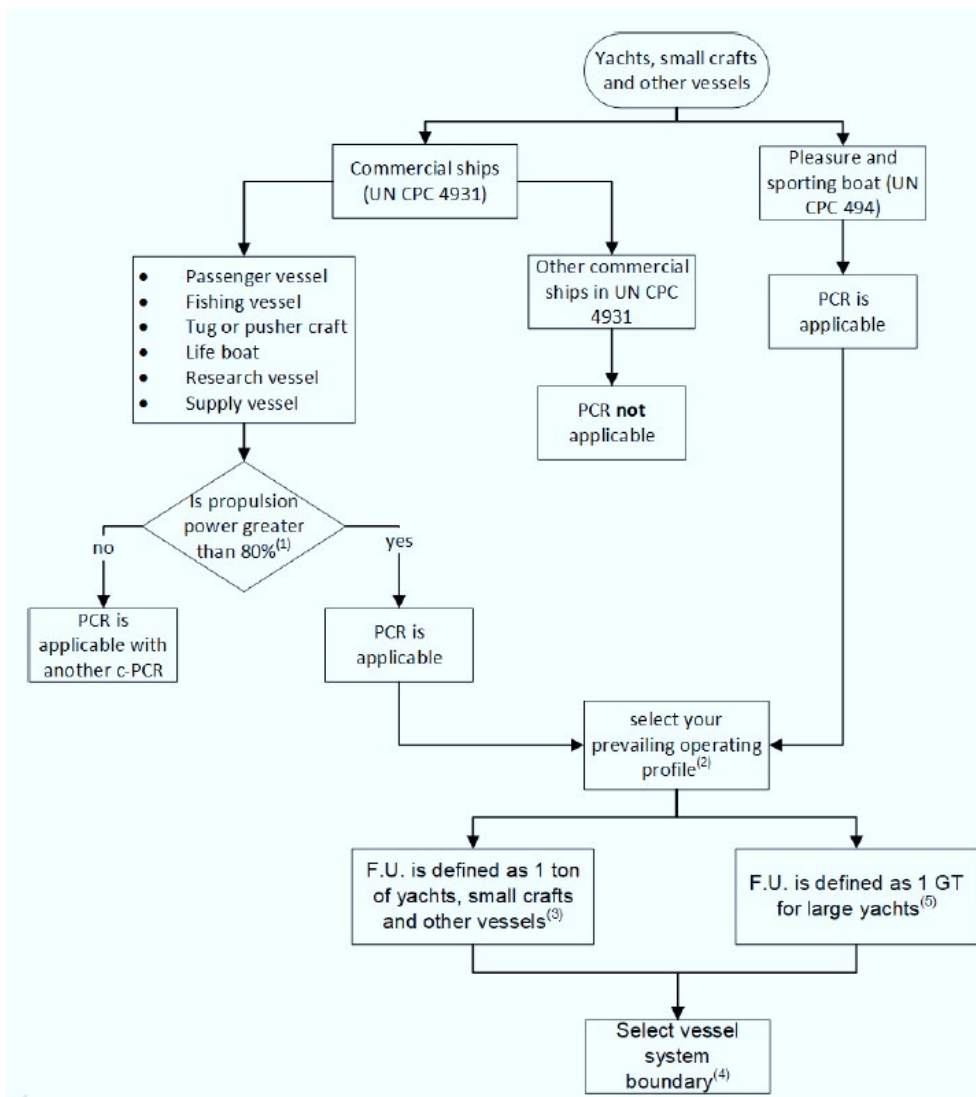 Yachts, small crafts
and other vessels
Commercial ships
(UN CPC 4931)
Pleasure and
sporting boat (UN
CPC 494)
• Passenger vessel
• Fishing vessel
• Tug or pusher craft
• Life boat
• Research vessel
• Supply vessel
Other commercial
ships in UN CPC
4931
PCR is
applicable
PCR not
applicable
Is propulsion
power greater
than 80%(1)
no
yes
PCR is
applicable with
another c-PCR
PCR is
applicable
select your
prevailing operating
profile(2)
F.U. is defined as 1 ton
of yachts, small crafts
and other vessels(3)
F.U. is defined as 1 GT
for large yachts(5)
Select vessel
system
boundary(4)